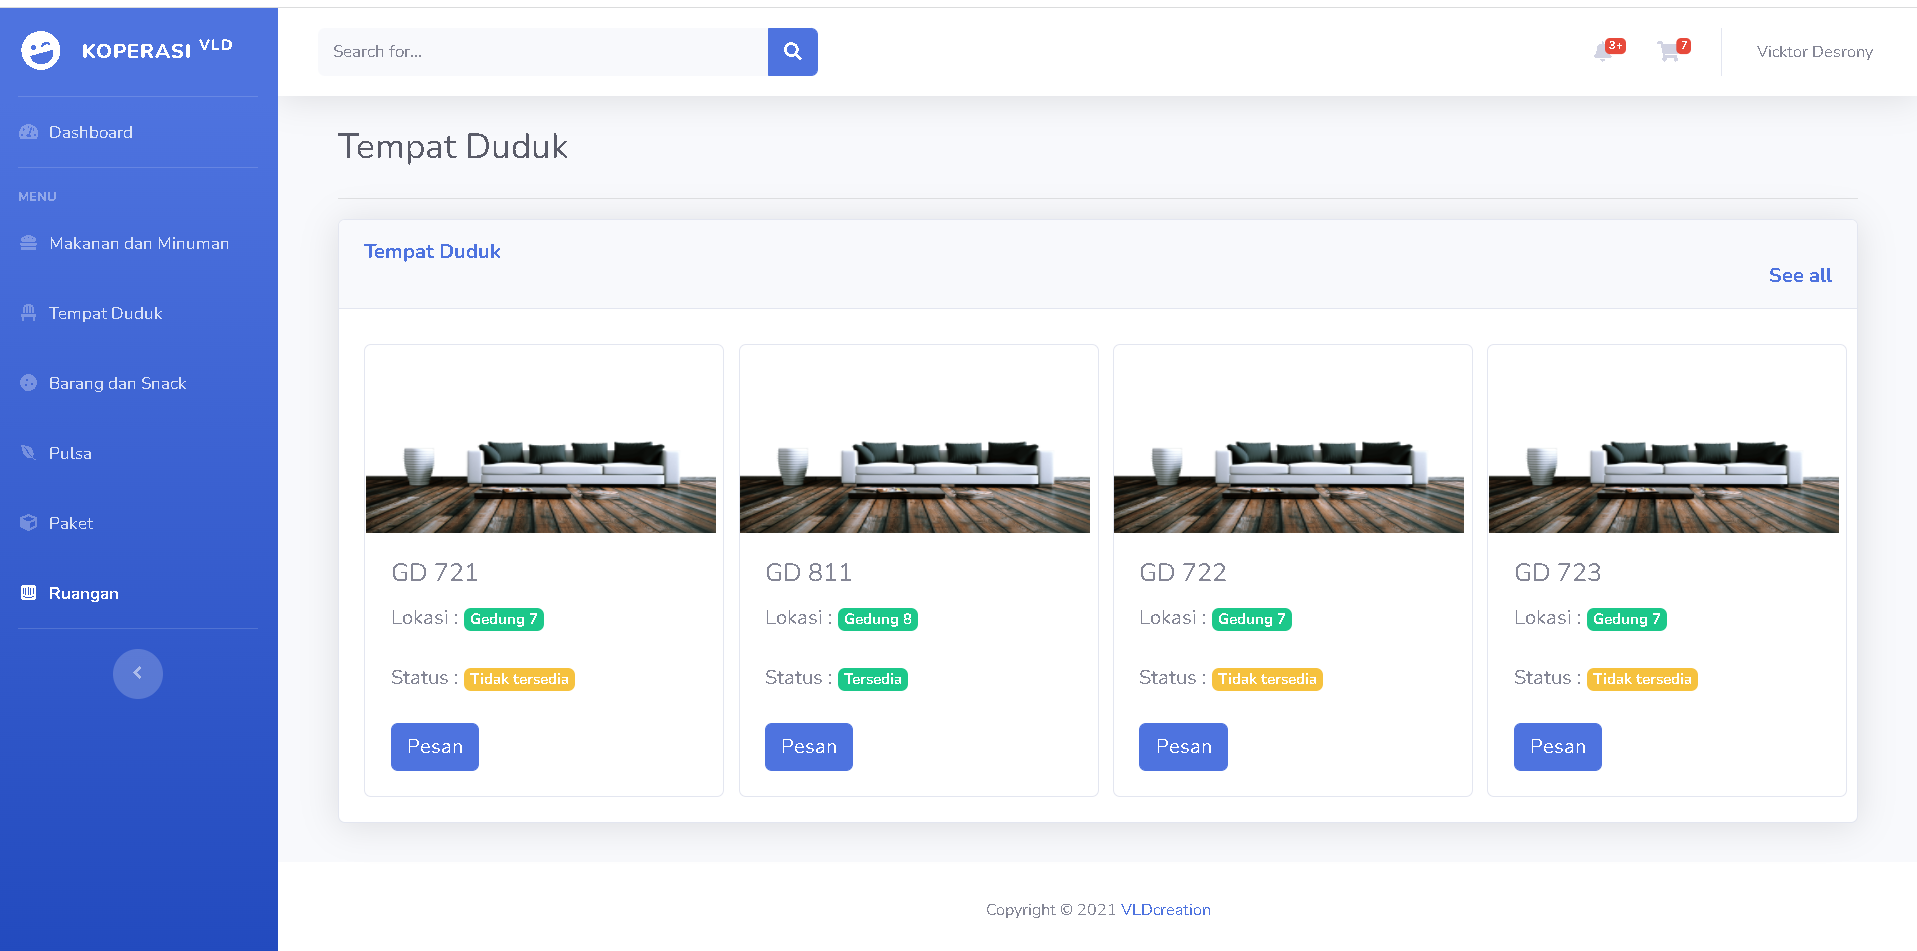 KOPERASI VLD
Dashboard
MENU
Makanan dan Minuman
Tempat Duduk
Barang dan Snack
Pulsa
Paket
Ruangan
Search for...
3+
7
Vicktor Desrony
Tempat Duduk
Tempat Duduk
See all
GD 721
Lokasi : Gedung 7
Status : Tidak tersedia
Pesan
GD 811
Lokasi : Gedung 8
Status : Tersedia
Pesan
GD 722
Lokasi : Gedung 7
Status : Tidak tersedia
Pesan
GD 723
Lokasi : Gedung 7
Status : Tidak tersedia
Pesan
Copyright © 2021 VLDcreation